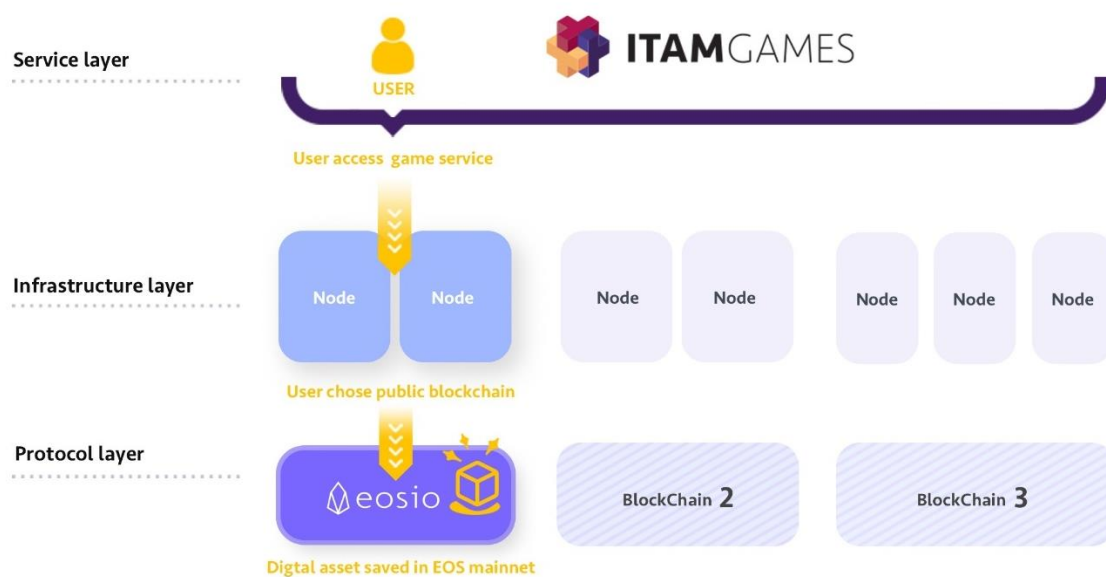 Service layer
USER
ITAMGAMES
User access game service
Infrastructure layer
Node
Node
Node
Node
Node
Node
Node
User chose public blockchain
Protocol layer
eosio
BlockChain 2
BlockChain 3
Digtal asset saved in EOS mainnet